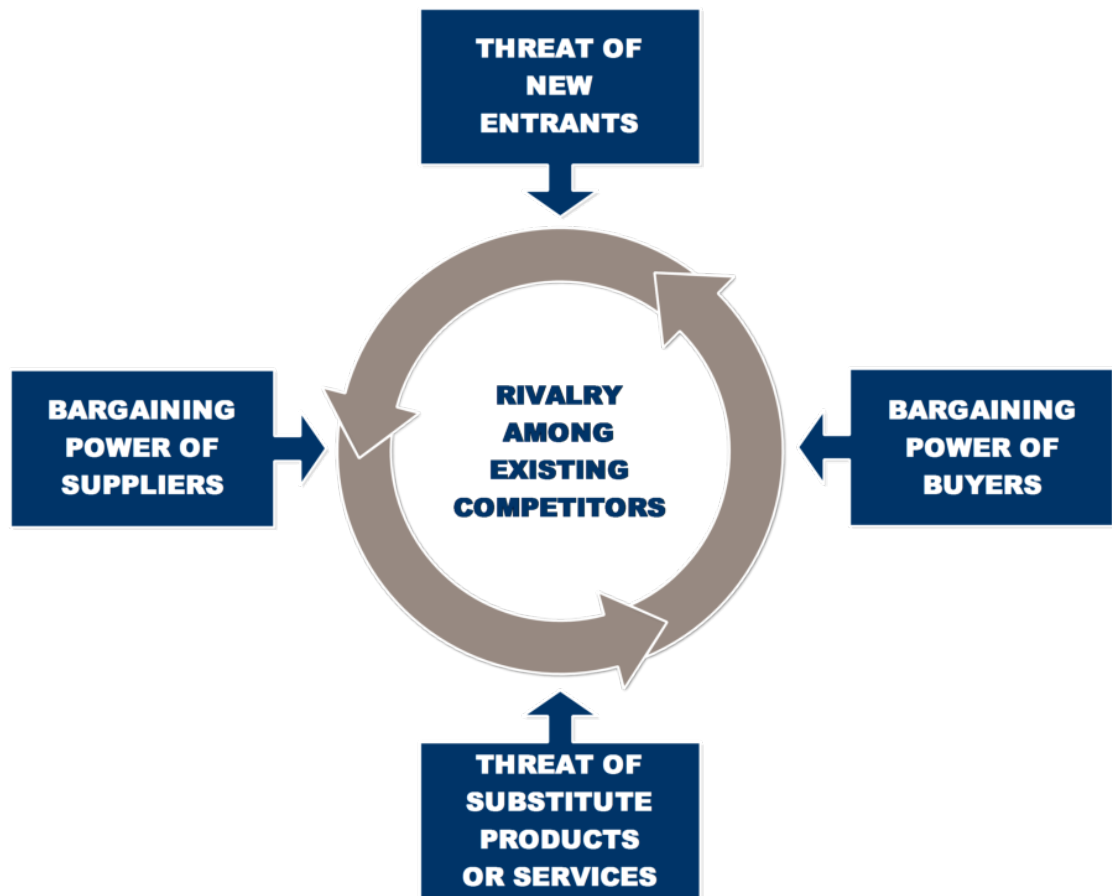 THREAT OF
NEW
ENTRANTS
BARGAINING
POWER OF
SUPPLIERS
RIVALRY
AMONG
EXISTING
COMPETITORS
BARGAINING
POWER OF
BUYERS
THREAT OF
SUBSTITUTE
PRODUCTS
OR SERVICES